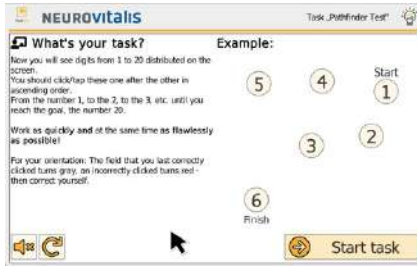 NEUROvitalis
Task „Pathfinder Test"
What's your task?
Now you will see digits from 1 to 20 distributed on the
screen.
You should click/tap these one after the other in
ascending order.
From the number 1, to the 2, to the 3, etc. until you
reach the goal, the number 20.
Work as quickly and at the same time as flawlessly
as possible!
For your orientation: The field that you last correctly
clicked turns gray, an incorrectly clicked turns red -
then correct yourself.
Example:
5
4
Start
1
3
2
6
Finish
Start task